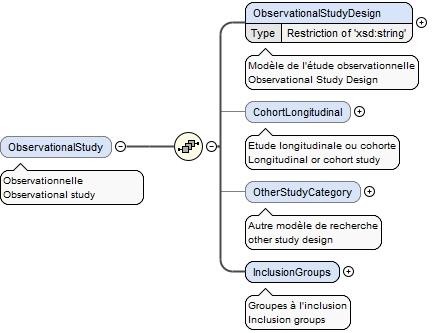 ObservationalStudyDesign
Type Restriction of 'xsd:string'
Modèle de l'étude observationnelle
Observational Study Design
CohortLongitudinal
Etude longitudinale ou cohorte
Longitudinal or cohort study
ObservationalStudy
Observationnelle
Observational study
OtherStudyCategory
Autre modèle de recherche
other study design
InclusionGroups
Groupes à l'inclusion
Inclusion groups